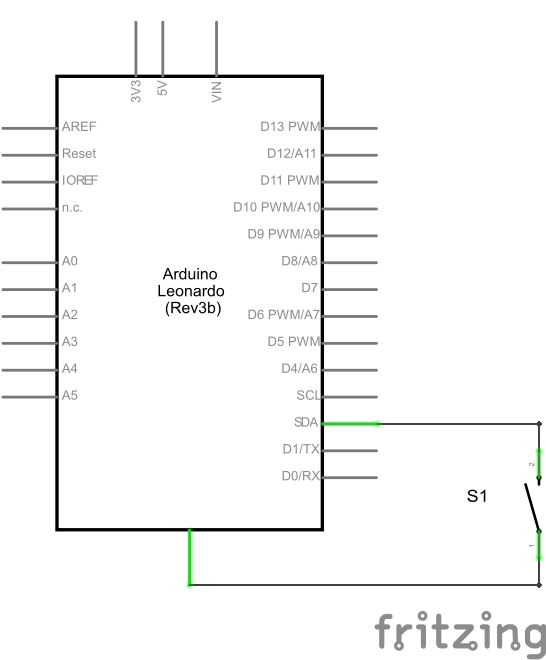 3V3
5V
VIN
AREF
Reset
IOREF
n.c.
A0
A1
A2
A3
A4
A5
Arduino
Leonardo
(Rev3b)
D13 PWM
D12/A11
D11 PWM
D10 PWM/A10
D9 PWM/A9
D8/A8
D7
D6 PWM/A7
D5 PWM
D4/A6
SCL
SDA
D1/TX
D0/RX
2
S1
1
fritzing